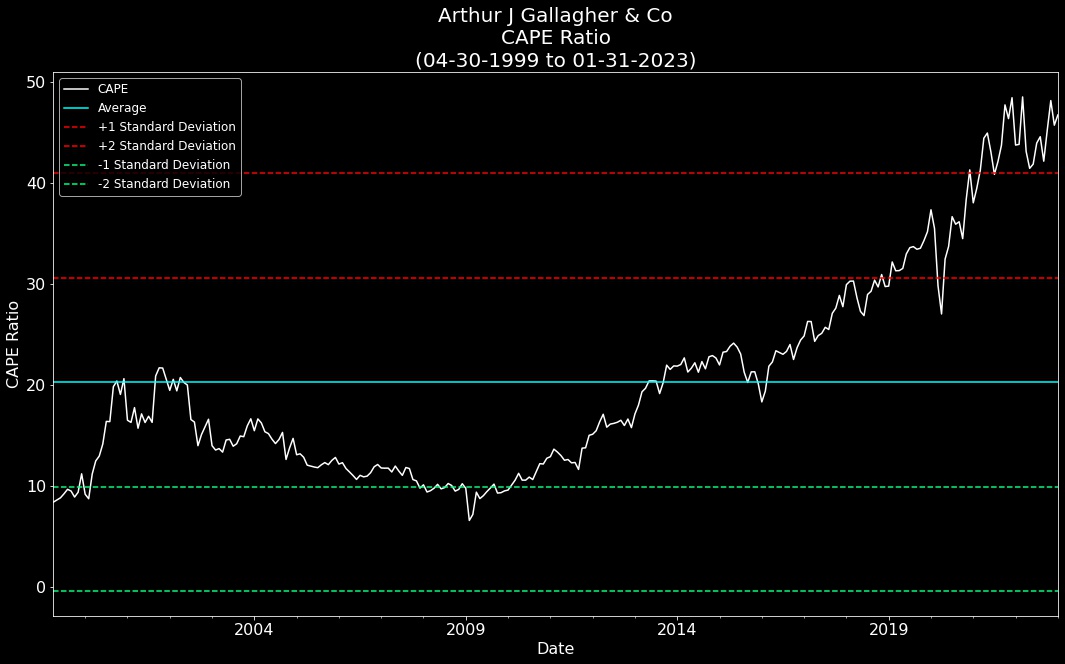 Arthur J Gallagher & Co
CAPE Ratio
(04-30-1999 to 01-31-2023)
CAPE
Average
+1 Standard Deviation
+2 Standard Deviation
-1 Standard Deviation
-2 Standard Deviation
50
40
30
20
10
0
CAPE Ratio
2004
2009
2014
2019
Date